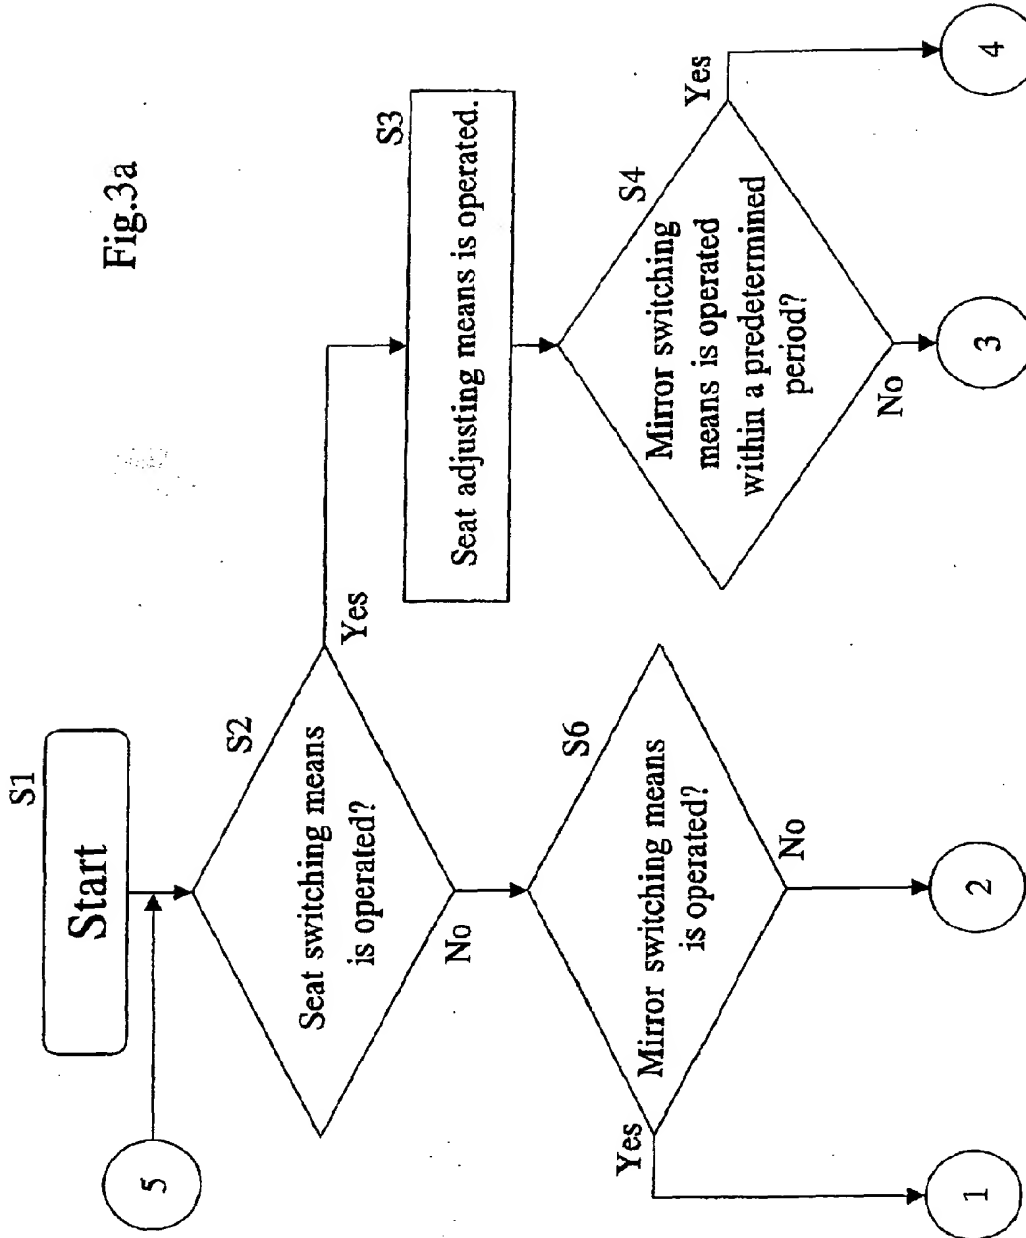 Fig.3a
S1
Start
5
S2
Seat switching means
is operated?
Yes
No
S3
Seat adjusting means is operated.
S6
Mirror switching means
is operated?
Yes
No
S4
Mirror switching
means is operated
within a predetermined
period?
Yes
No
1
2
3
4